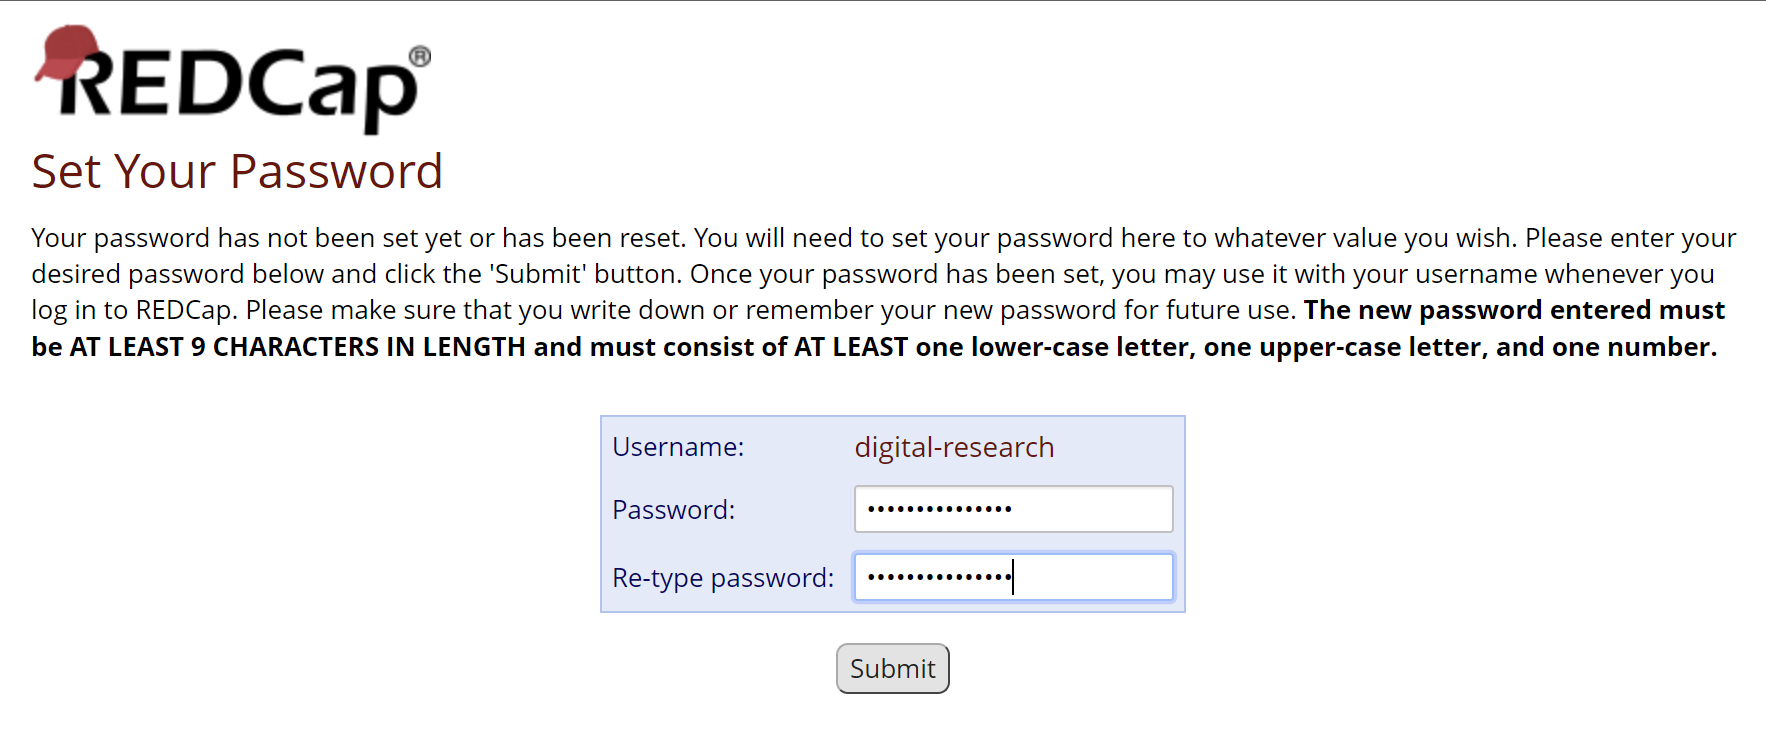 REDCap®
Set Your Password
Your password has not been set yet or has been reset. You will need to set your password here to whatever value you wish. Please enter your
desired password below and click the 'Submit' button. Once your password has been set, you may use it with your username whenever you
log in to REDCap. Please make sure that you write down or remember your new password for future use. The new password entered must
be AT LEAST 9 CHARACTERS IN LENGTH and must consist of AT LEAST one lower-case letter, one upper-case letter, and one number.
Username: digital-research
Password: •••••••••••••••
Re-type password: •••••••••••••••
Submit